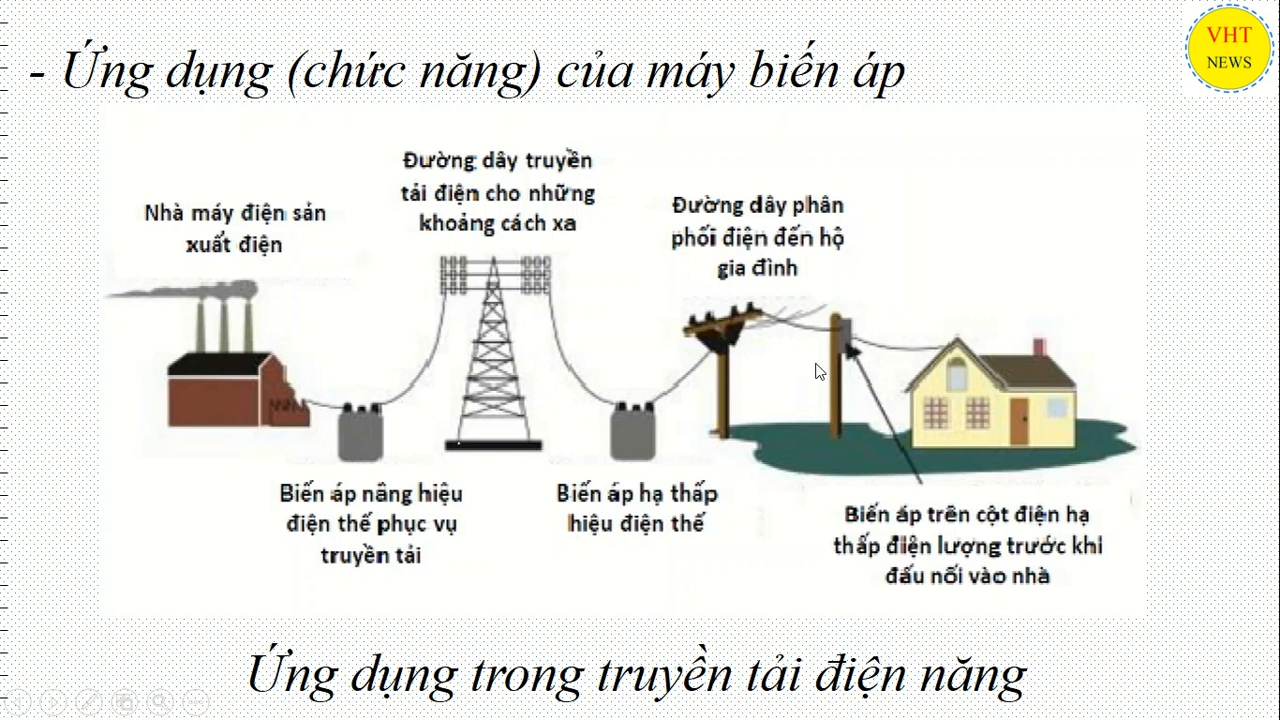 VHT
NEWS
- Ứng dụng (chức năng) của máy biến áp
Đường dây truyền
tải điện cho những
khoảng cách xa
Nhà máy điện sản
xuất điện
Đường dây phân
phối điện đến hộ
gia đình
Biến áp nâng hiệu
điện thế phục vụ
truyền tải
Biến áp hạ thấp
hiệu điện thế
Biến áp trên cột điện hạ
thấp điện lượng trước khi
đấu nối vào nhà
Ứng dụng trong truyền tải điện năng